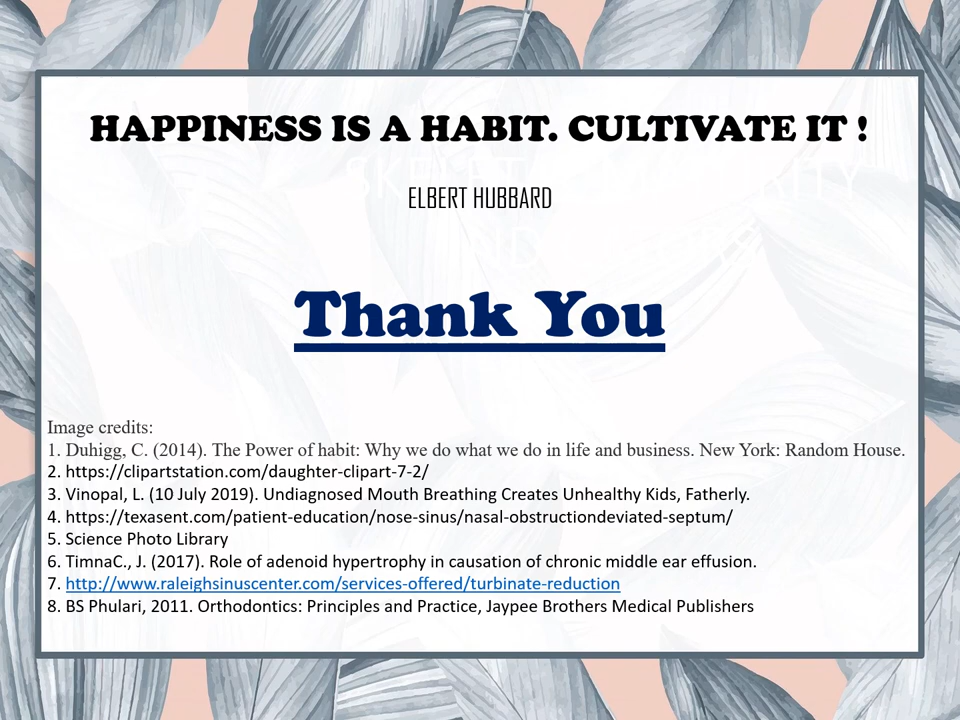 HAPPINESS IS A HABIT. CULTIVATE IT !
ELBERT HUBBARD
Thank You
Image credits:
1. Duhigg, C. (2014). The Power of habit: Why we do what we do in life and business. New York: Random House.
2. https://clipartstation.com/daughter-clipart-7-2/
3. Vinopal, L. (10 July 2019). Undiagnosed Mouth Breathing Creates Unhealthy Kids, Fatherly.
4. https://texasent.com/patient-education/nose-sinus/nasal-obstructiondeviated-septum/
5. Science Photo Library
6. TimnaC., J. (2017). Role of adenoid hypertrophy in causation of chronic middle ear effusion.
7. http://www.raleighsinuscenter.com/services-offered/turbinate-reduction
8. BS Phulari, 2011. Orthodontics: Principles and Practice, Jaypee Brothers Medical Publishers